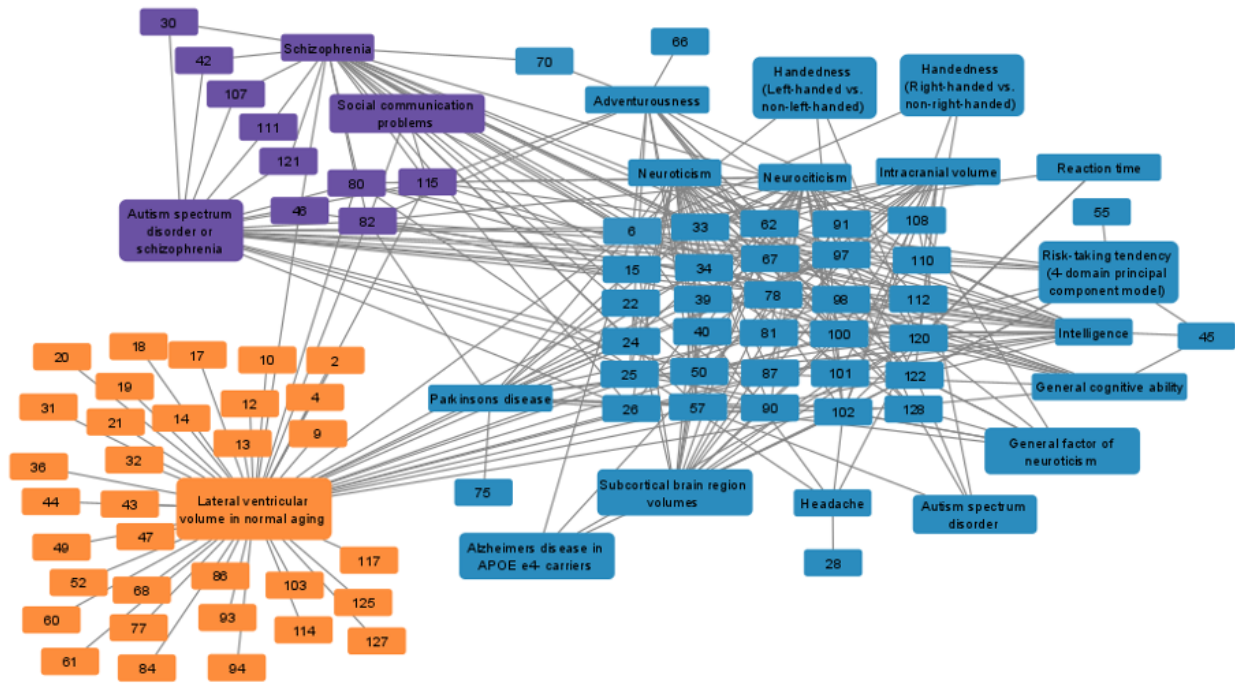 30
42
107
111
121
Schizophrenia
Social communication
problems
80
115
46
82
Autism spectrum
disorder or
schizophrenia
70
66
Adventurousness
Handedness
(Left-handed vs.
non-left-handed)
Handedness
(Right-handed vs.
non-right-handed)
Neuroticism
Neurociticism
Intracranial volume
Reaction time
55
Risk-taking tendency
(4- domain principal
component model)
Intelligence
45
General cognitive ability
General factor of
neuroticism
Autism spectrum
disorder
6
33
62
91
108
15
34
67
97
110
22
39
78
98
112
24
40
81
100
120
25
50
87
101
122
26
57
90
102
128
Parkinsons disease
75
Subcortical brain region
volumes
Headache
28
Alzheimers disease in
APOE e4- carriers
20
18
17
10
2
19
12
4
31
21
14
13
9
36
32
44
43
Lateral ventricular
volume in normal aging
49
47
52
68
86
103
117
60
77
93
114
125
127
61
84
94